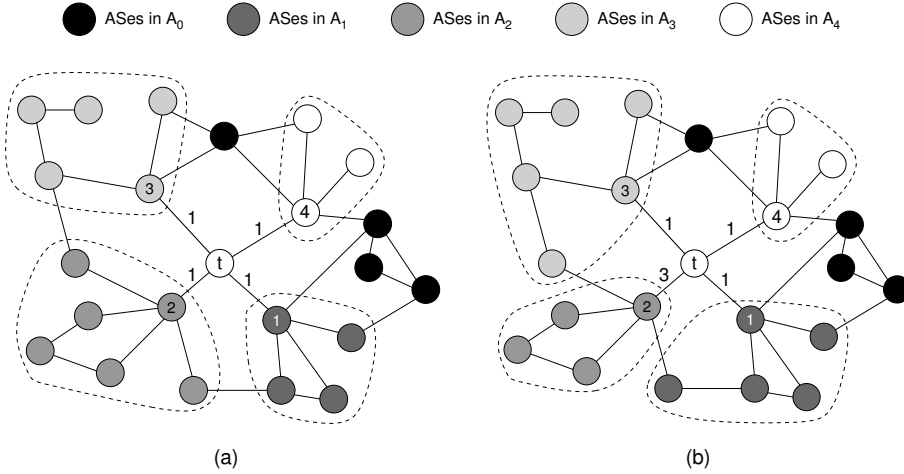 ASes in A0 ASes in A1 ASes in A2 ASes in A3 ASes in A4
3 3
4 4
1 1 1 1
t t
1 1 3 1
2 1 2 1
(a) (b)